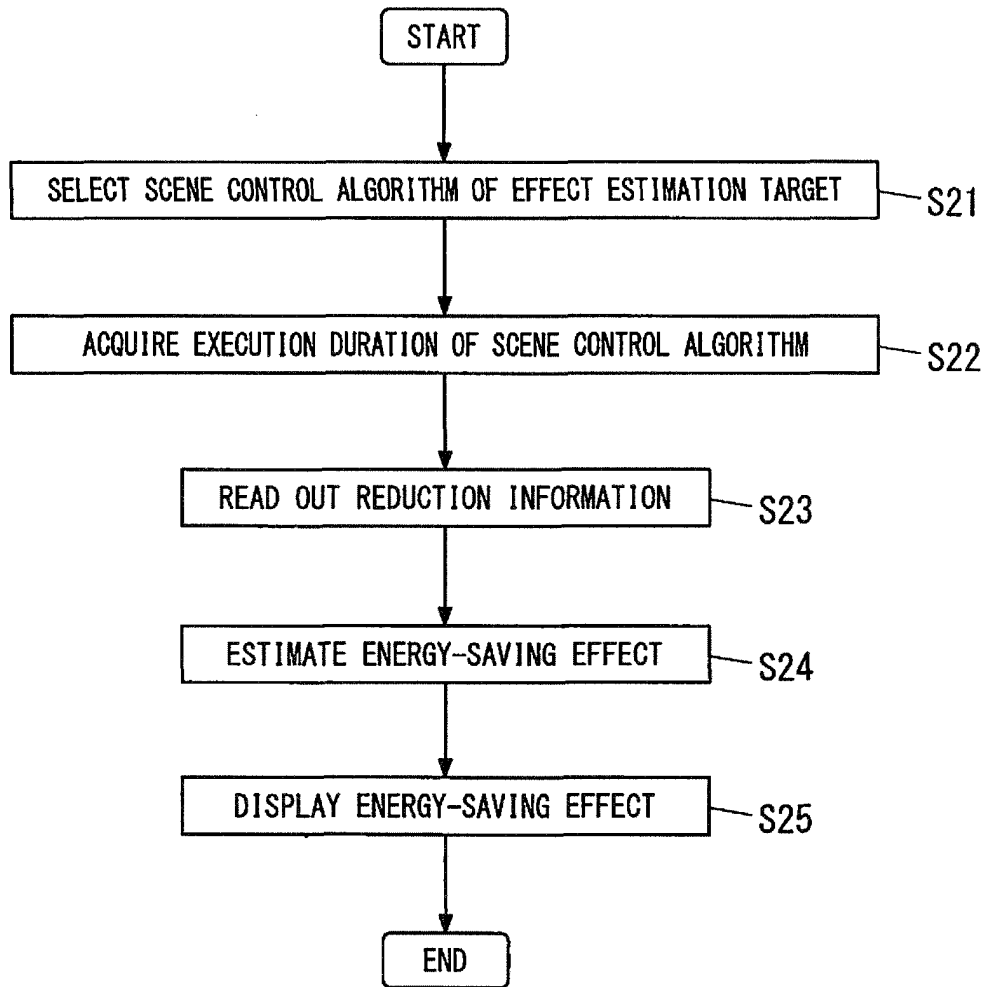 START
SELECT SCENE CONTROL ALGORITHM OF EFFECT ESTIMATION TARGET
S21
ACQUIRE EXECUTION DURATION OF SCENE CONTROL ALGORITHM
S22
READ OUT REDUCTION INFORMATION
S23
ESTIMATE ENERGY-SAVING EFFECT
S24
DISPLAY ENERGY-SAVING EFFECT
S25
END